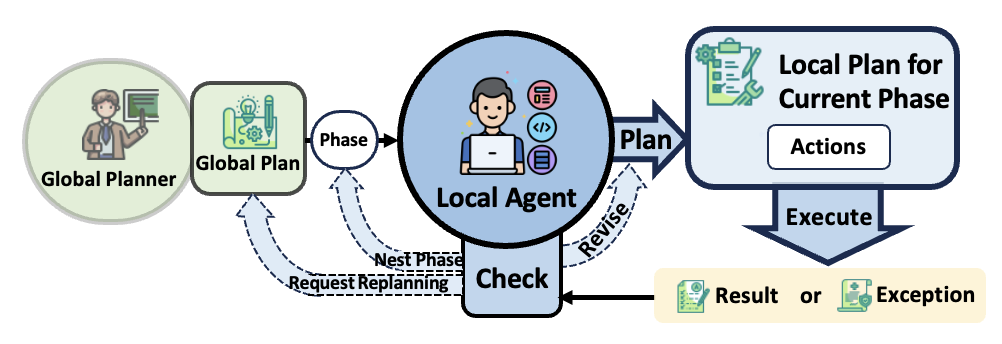 Global Planner
Global Plan
Phase
Local Agent
Plan
Local Plan for
Current Phase
Actions
Execute
Result or Exception
Check
Revise
Nest Phase
Request Replanning